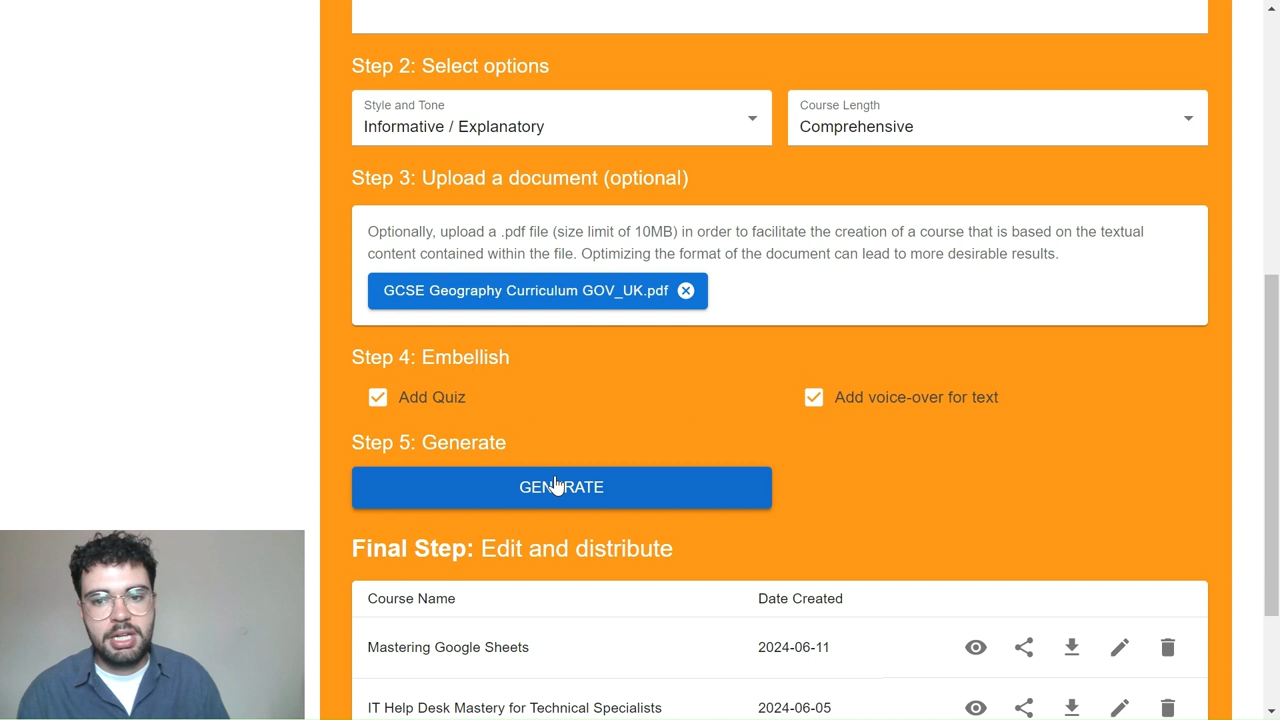 Step 2: Select options
Style and Tone
Informative / Explanatory
Course Length
Comprehensive
Step 3: Upload a document (optional)
Optionally, upload a .pdf file (size limit of 10MB) in order to facilitate the creation of a course that is based on the textual
content contained within the file. Optimizing the format of the document can lead to more desirable results.
GCSE Geography Curriculum GOV_UK.pdf
Step 4: Embellish
Add Quiz
Add voice-over for text
Step 5: Generate
GENERATE
Final Step: Edit and distribute
Course Name Date Created
Mastering Google Sheets 2024-06-11
IT Help Desk Mastery for Technical Specialists 2024-06-05